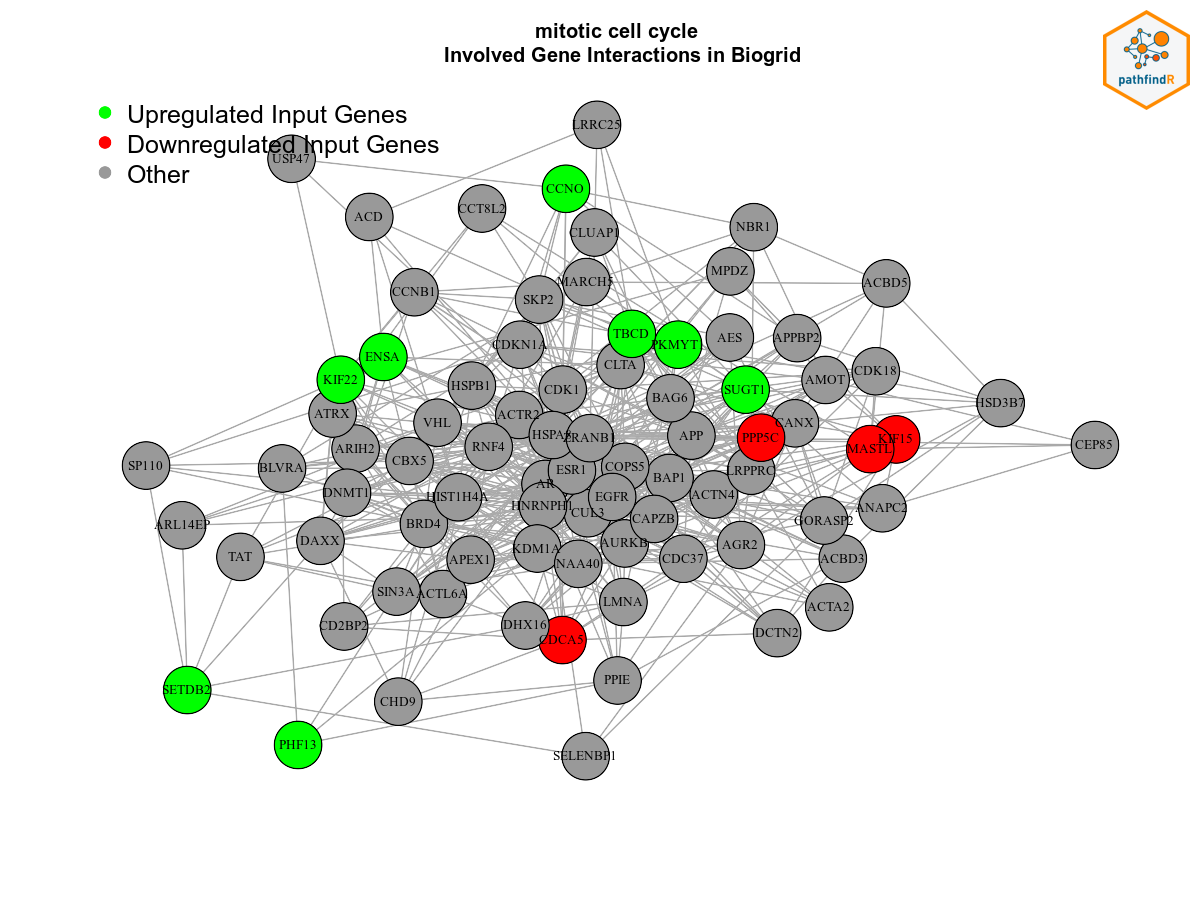 mitotic cell cycle
Involved Gene Interactions in Biogrid
pathfindR
Upregulated Input Genes
Downregulated Input Genes
Other
LRRC25
USP47
CCNO
ACD
CCT8L2
CLUAP1
NBR1
MPDZ
MARCH5
ACBD5
CCNB1
SKP2
TBCD
PKMYT
AES
APPBP2
CDKN1A
ENSA
CLTA
KIF22
HSPB1
CDK1
SUGT1
AMOT
CDK18
BAG6
HSD3B7
ATRX
ACTR2
VHL
CANX
APP
PPP5C
KIF15
MASTL
CEP85
ARIH2
RNF4
ZRANB1
CBX5
SP110
BLVRA
ESR1
COPS5
BAP1
LRPPRC
AR
DNMT1
HIST1H4A
EGFR
ACTN4
HNRNPH1
CUL3
CAPZB
ANAPC2
GORASP2
ARL14EP
BRD4
DAXX
KDM1A
AURKB
AGR2
TAT
APEX1
NAA40
CDC37
ACBD3
SIN3A
ACTL6A
LMNA
ACTA2
CD2BP2
DHX16
CDCA5
DCTN2
PPIE
SETDB2
CHD9
PHF13
SELENBP1